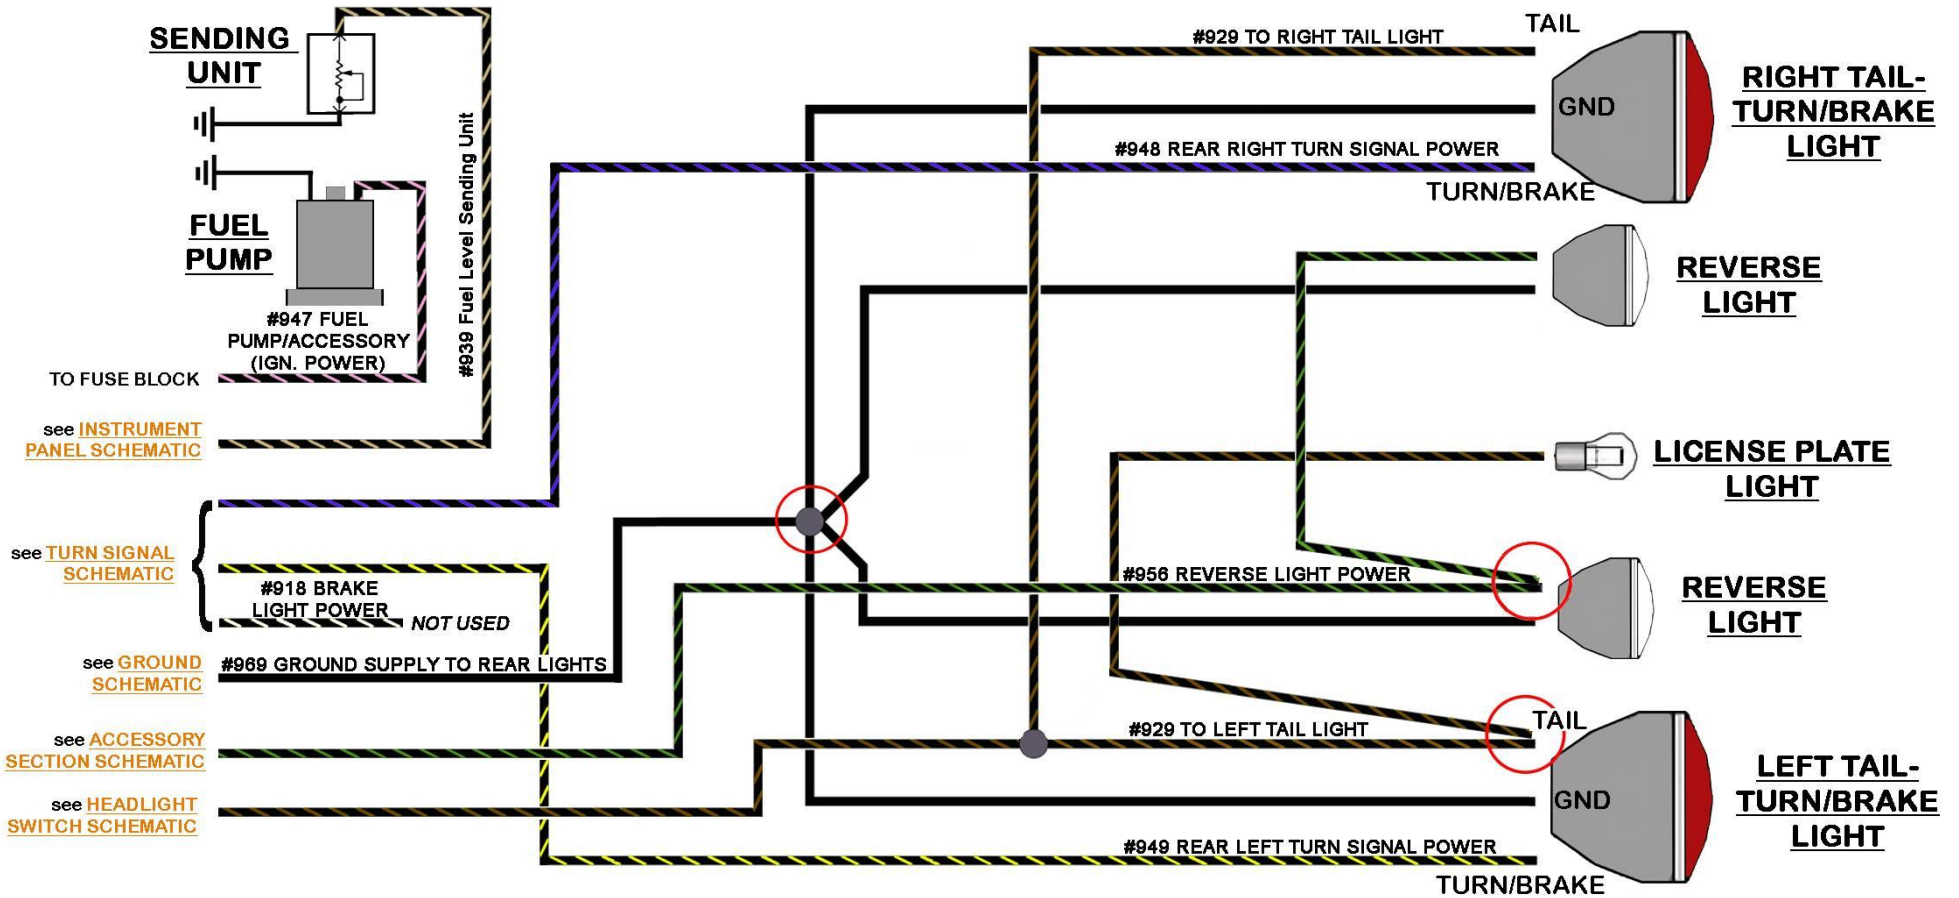 SENDING
UNIT
FUEL
PUMP
#947 FUEL
PUMP/ACCESSORY
(IGN. POWER)
#939 Fuel Level Sending Unit
TO FUSE BLOCK
see INSTRUMENT
PANEL SCHEMATIC
see TURN SIGNAL
SCHEMATIC
#918 BRAKE
LIGHT POWER
NOT USED
see GROUND
SCHEMATIC
#969 GROUND SUPPLY TO REAR LIGHTS
see ACCESSORY
SECTION SCHEMATIC
see HEADLIGHT
SWITCH SCHEMATIC
#929 TO RIGHT TAIL LIGHT
TAIL
GND
#948 REAR RIGHT TURN SIGNAL POWER
TURN/BRAKE
RIGHT TAIL-
TURN/BRAKE
LIGHT
REVERSE
LIGHT
LICENSE PLATE
LIGHT
#956 REVERSE LIGHT POWER
REVERSE
LIGHT
#929 TO LEFT TAIL LIGHT
TAIL
GND
#949 REAR LEFT TURN SIGNAL POWER
TURN/BRAKE
LEFT TAIL-
TURN/BRAKE
LIGHT